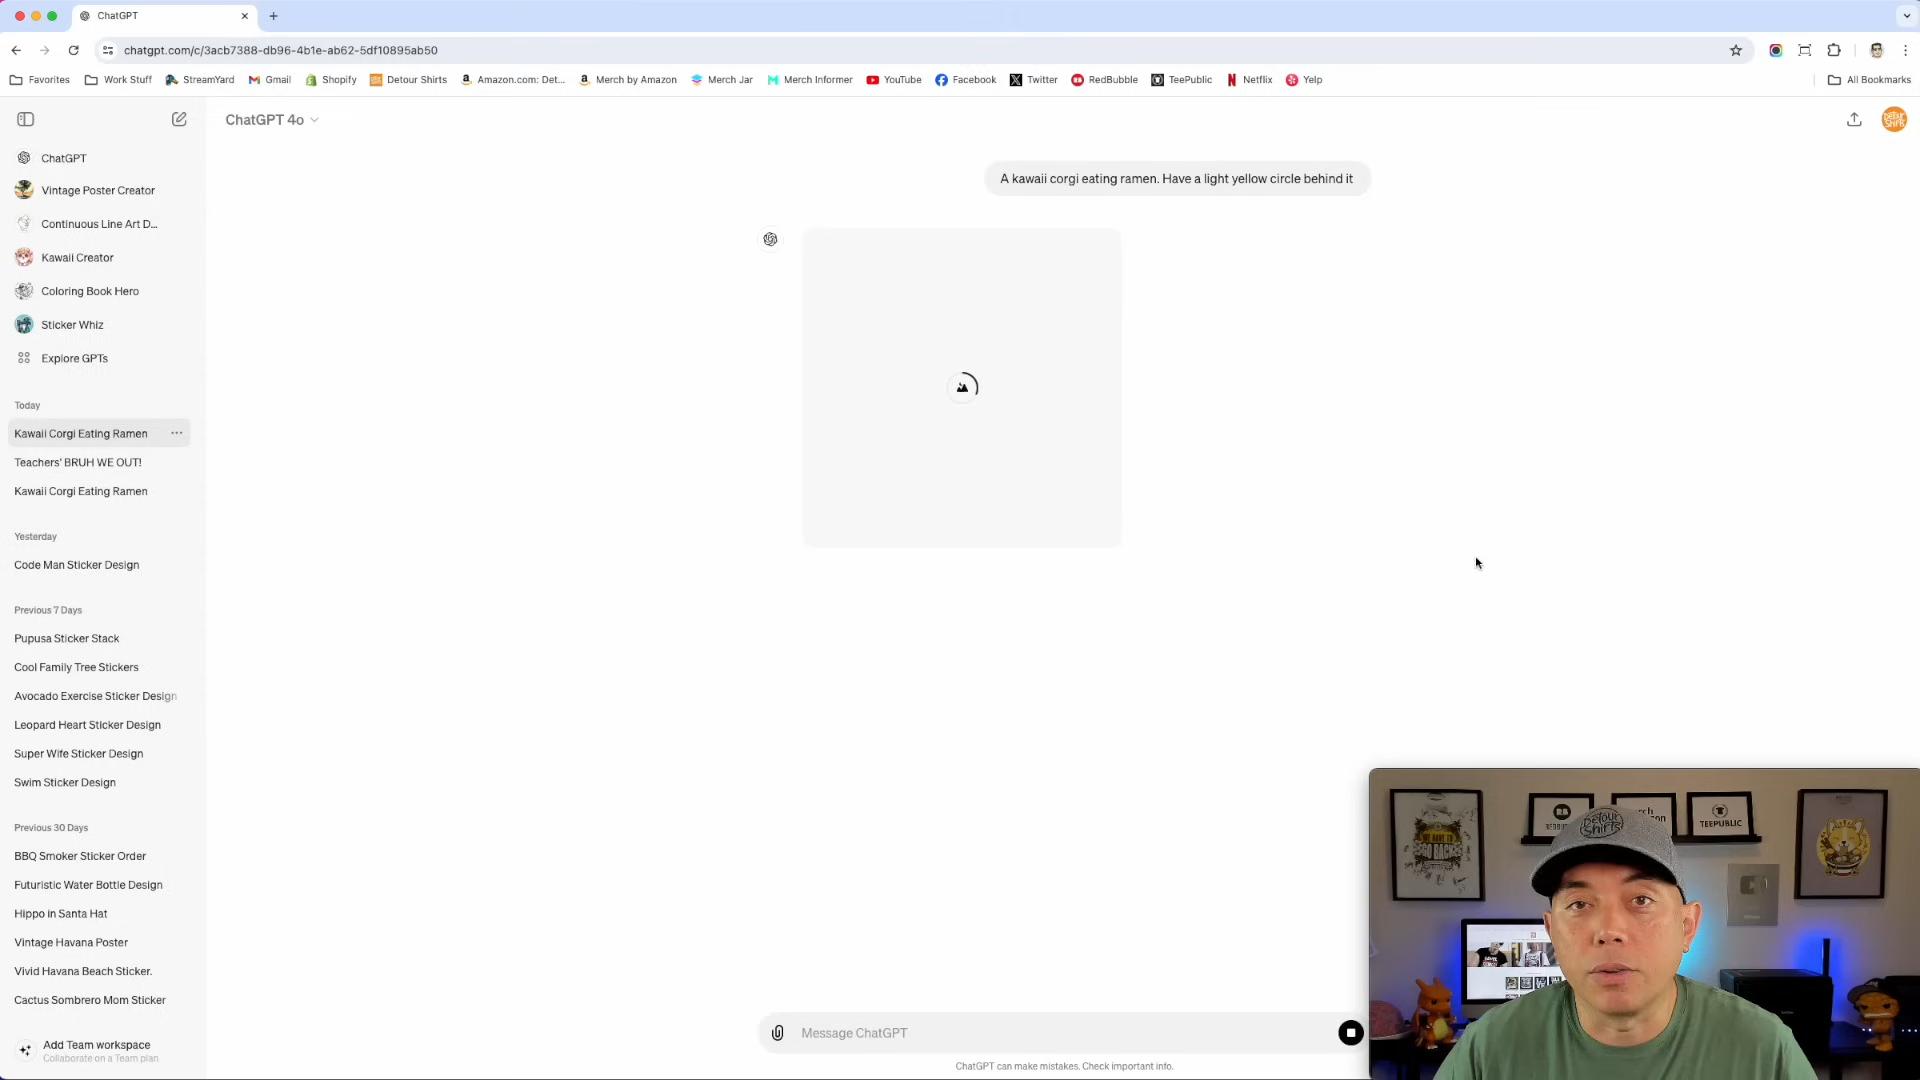 ChatGPT
chatgpt.com/c/3acb7388-db96-4b1e-ab62-5df10895ab50
Favorites
Work Stuff
StreamYard
Gmail
Shopify
Detour Shirts
Amazon.com: Det...
Merch by Amazon
Merch Jar
Merch Informer
YouTube
Facebook
Twitter
RedBubble
TeePublic
Netflix
Yelp
All Bookmarks
ChatGPT 4o
A kawaii corgi eating ramen. Have a light yellow circle behind it
ChatGPT
Vintage Poster Creator
Continuous Line Art D...
Kawaii Creator
Coloring Book Hero
Sticker Whiz
Explore GPTs
Today
Kawaii Corgi Eating Ramen
Teachers' BRUH WE OUT!
Kawaii Corgi Eating Ramen
Yesterday
Code Man Sticker Design
Previous 7 Days
Pupusa Sticker Stack
Cool Family Tree Stickers
Avocado Exercise Sticker Design
Leopard Heart Sticker Design
Super Wife Sticker Design
Swim Sticker Design
Previous 30 Days
BBQ Smoker Sticker Order
Futuristic Water Bottle Design
Hippo in Santa Hat
Vintage Havana Poster
Vivid Havana Beach Sticker.
Cactus Sombrero Mom Sticker
Add Team workspace
Collaborate on a Team plan
Message ChatGPT
ChatGPT can make mistakes. Check important info.
TEEPUBLIC
DETOUR
SHIRTS
GO BACK